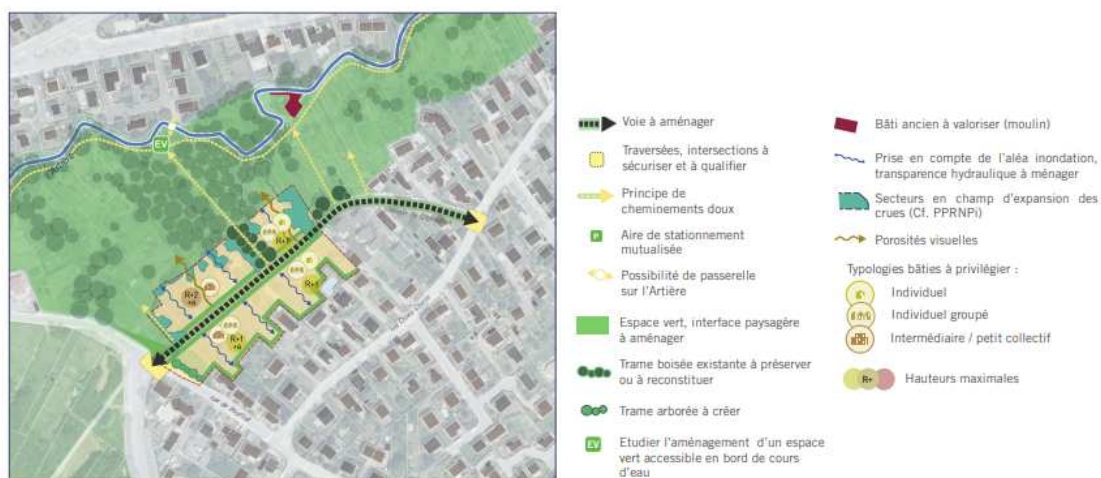 EV
R+1
R+2
+a
R+1
R+1
+a
Voie à aménager
Traversées, intersections à
sécuriser et à qualifier
Principe de
cheminements doux
P
Aire de stationnement
mutualisée
Possibilité de passerelle
sur l'Artière
Espace vert, interface paysagère
à aménager
Trame boisée existante à préserver
ou à reconstituer
Trame arborée à créer
EV
Etudier l'aménagement d'un espace
vert accessible en bord de cours
d'eau
Bâti ancien à valoriser (moulin)
Prise en compte de l'aléa inondation,
transparence hydraulique à ménager
Secteurs en champ d'expansion des
crues (Cf. PPRNPi)
Porosités visuelles
Typologies bâties à privilégier :
Individuel
Individuel groupé
Intermédiaire / petit collectif
R+
Hauteurs maximales